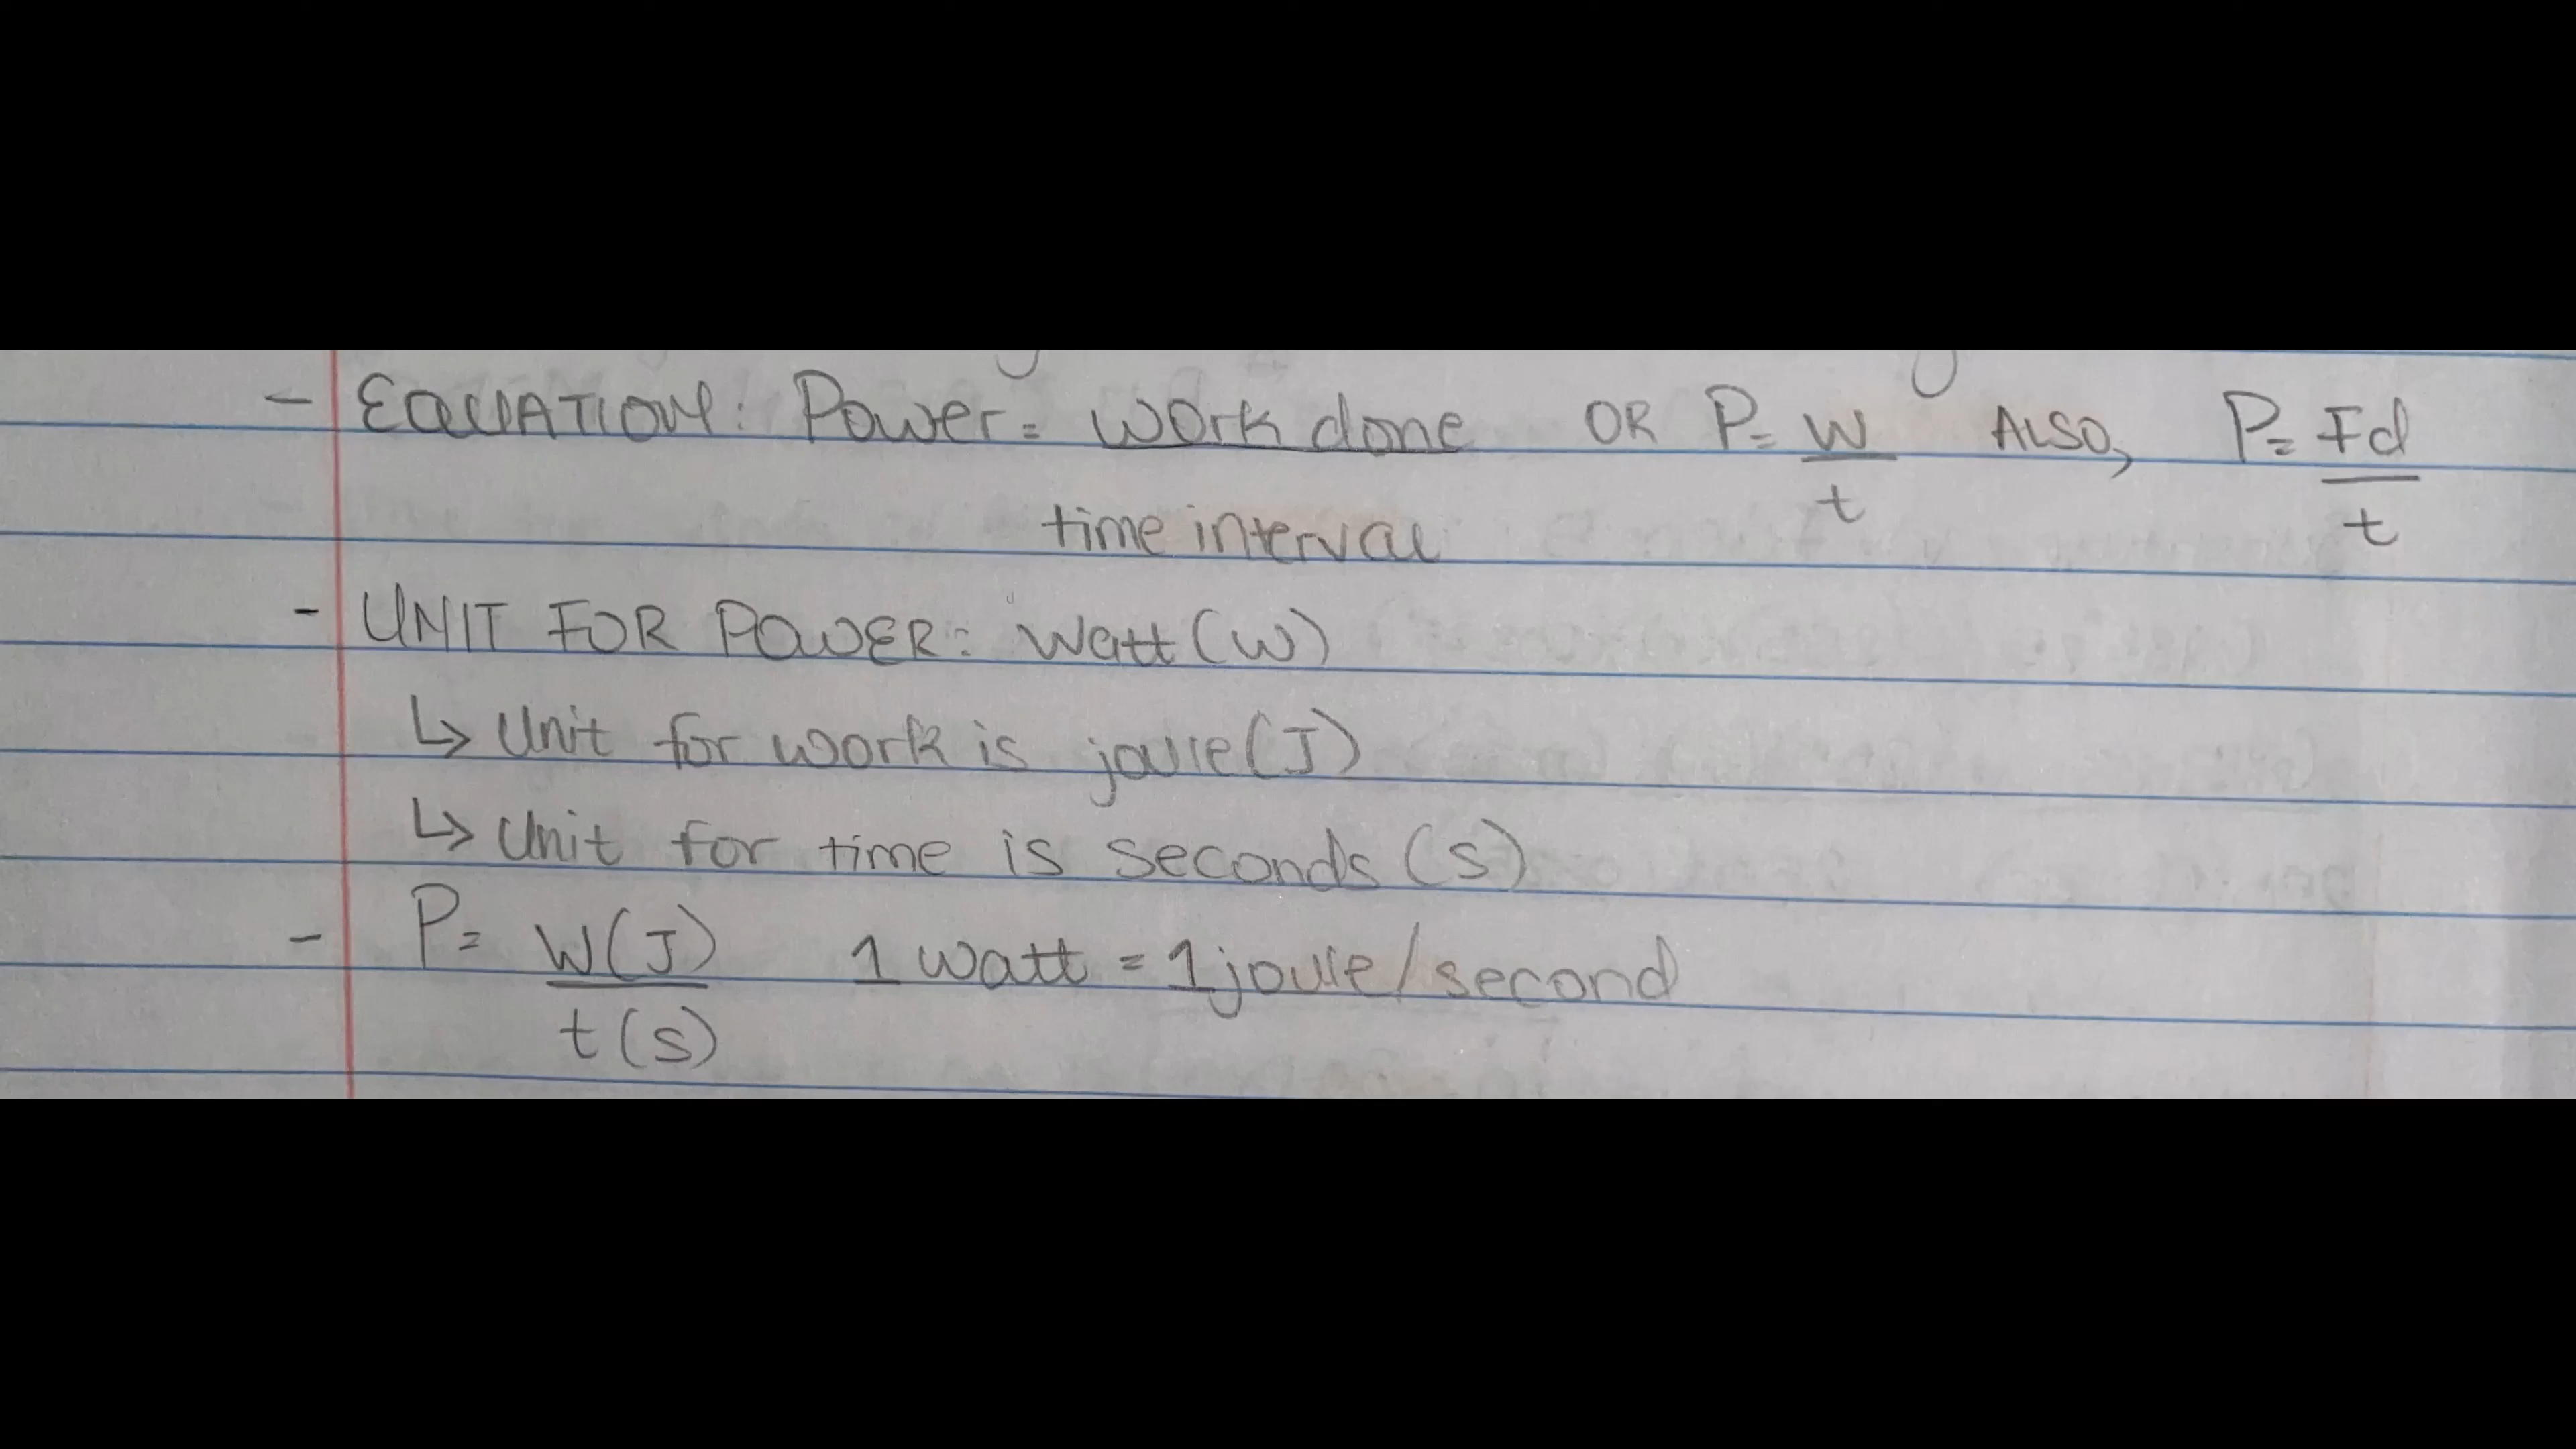 - EQUATION: Power = work done OR P = W ALSO, P = Fd
time interval t t
- UNIT FOR POWER: Watt (W)
↳ Unit for work is joule (J)
↳ Unit for time is seconds (s)
- P = W(J) 1 watt = 1 joule/second
t(s)